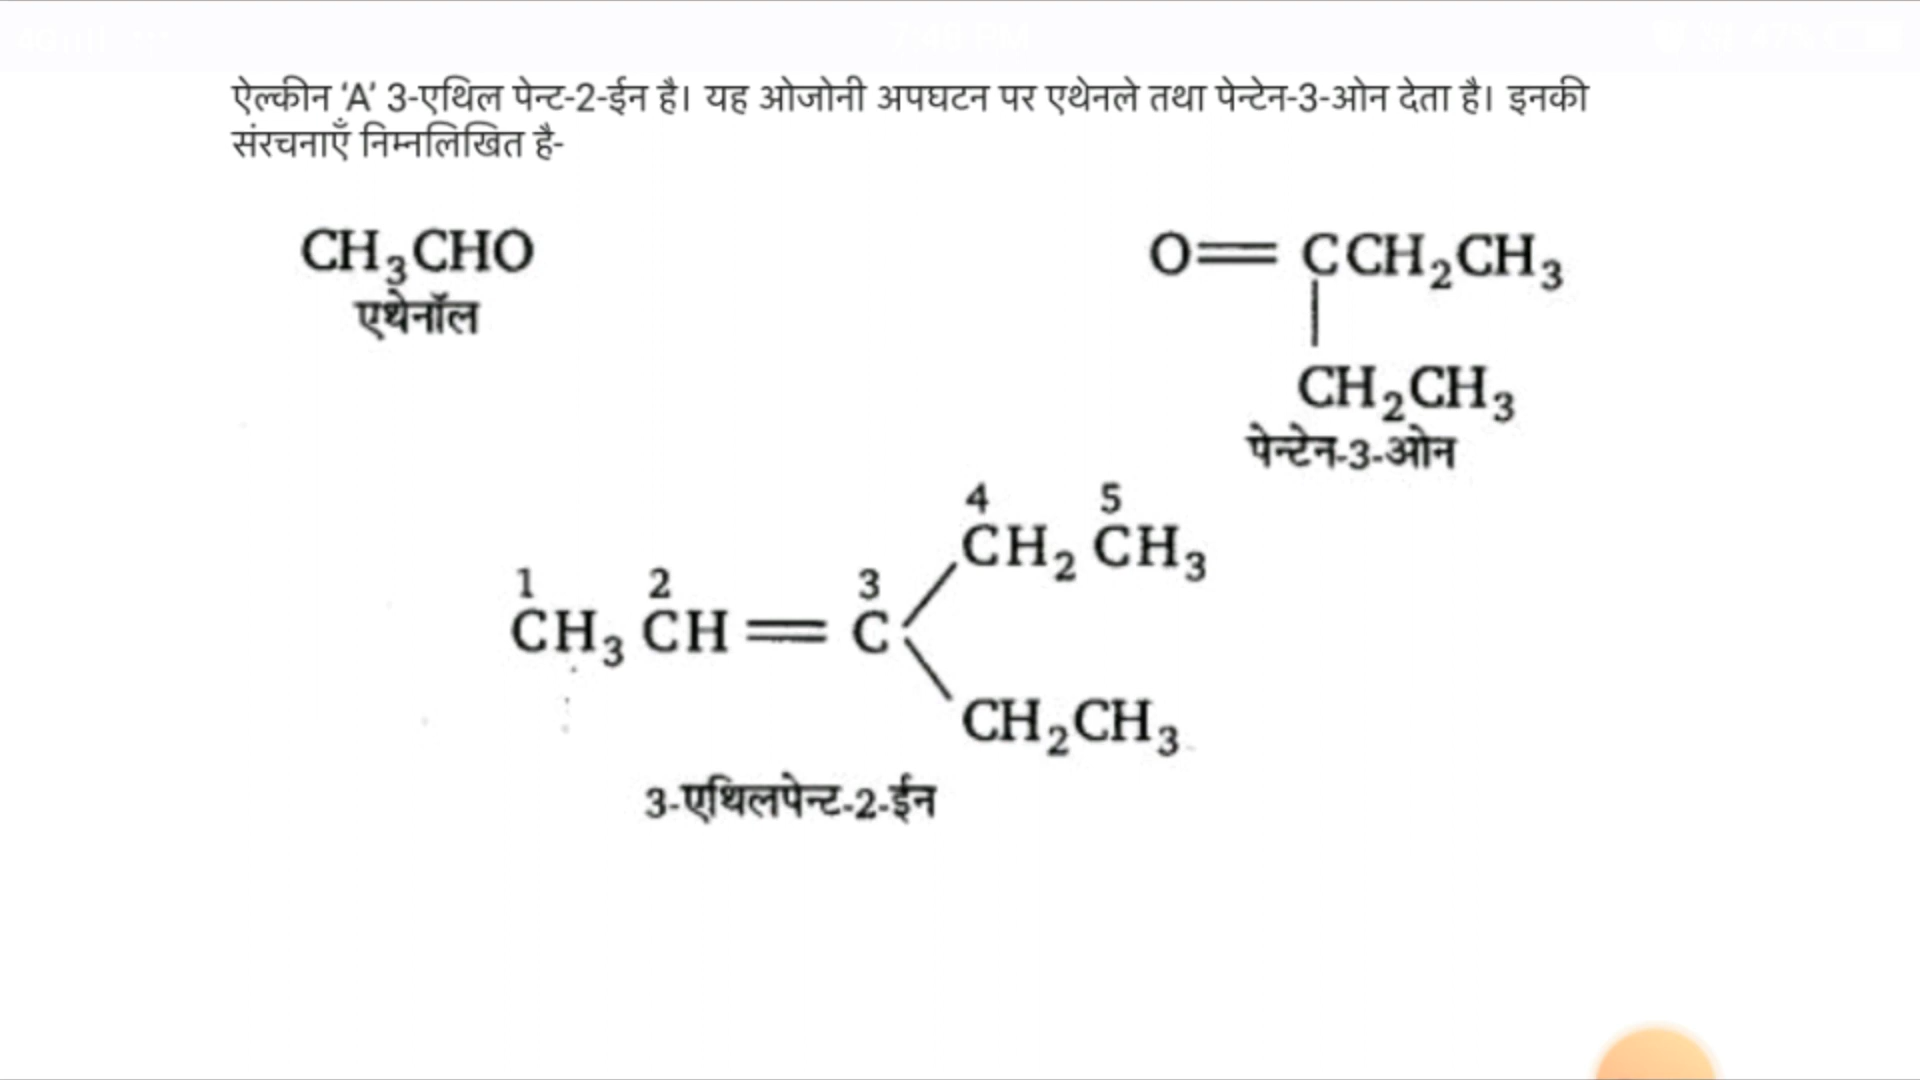 ऐल्कीन ‘A’ 3-एथिल पेन्ट-2-ईन है। यह ओजोनी अपघटन पर एथेनले तथा पेन्टेन-3-ओन देता है। इनकी
संरचनाएँ निम्नलिखित है-
CH₃CHO
एथेनॉल
O= CCH₂CH₃
CH₂CH₃
पेन्टेन-3-ओन
4 5
CH₂ CH₃
1 2 3
CH₃ CH = C
CH₂CH₃
3-एथिलपेन्ट-2-ईन